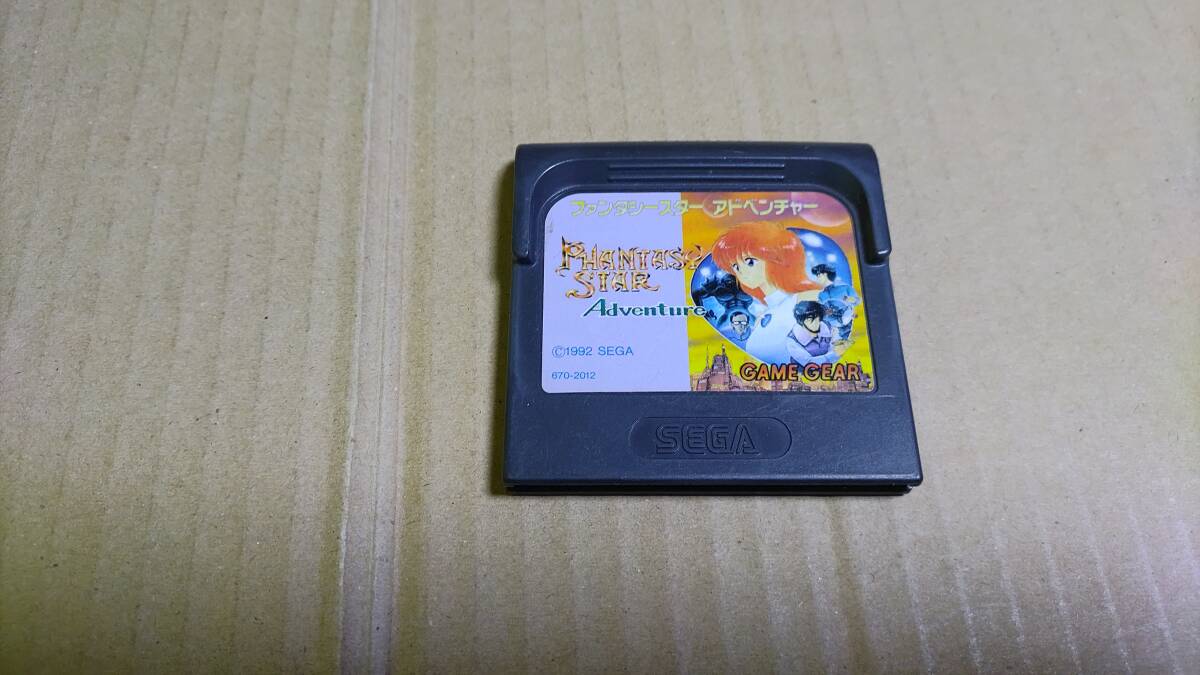 ファンタシースター アドベンチャー
PHANTASY
STAR
Adventure
©1992 SEGA
670-2012
GAME GEAR
SEGA